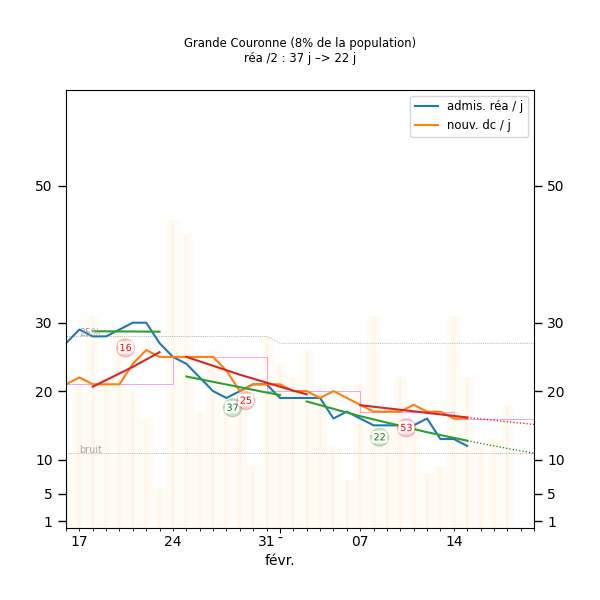 Grande Couronne (8% de la population)
réa /2 : 37 j –> 22 j
admis. réa / j
nouv. dc / j
50 50
30 30
25%
16
20 20
37 25
22 53
bruit
10 10
5 5
1 1
17 24 31 - 07 14
févr.